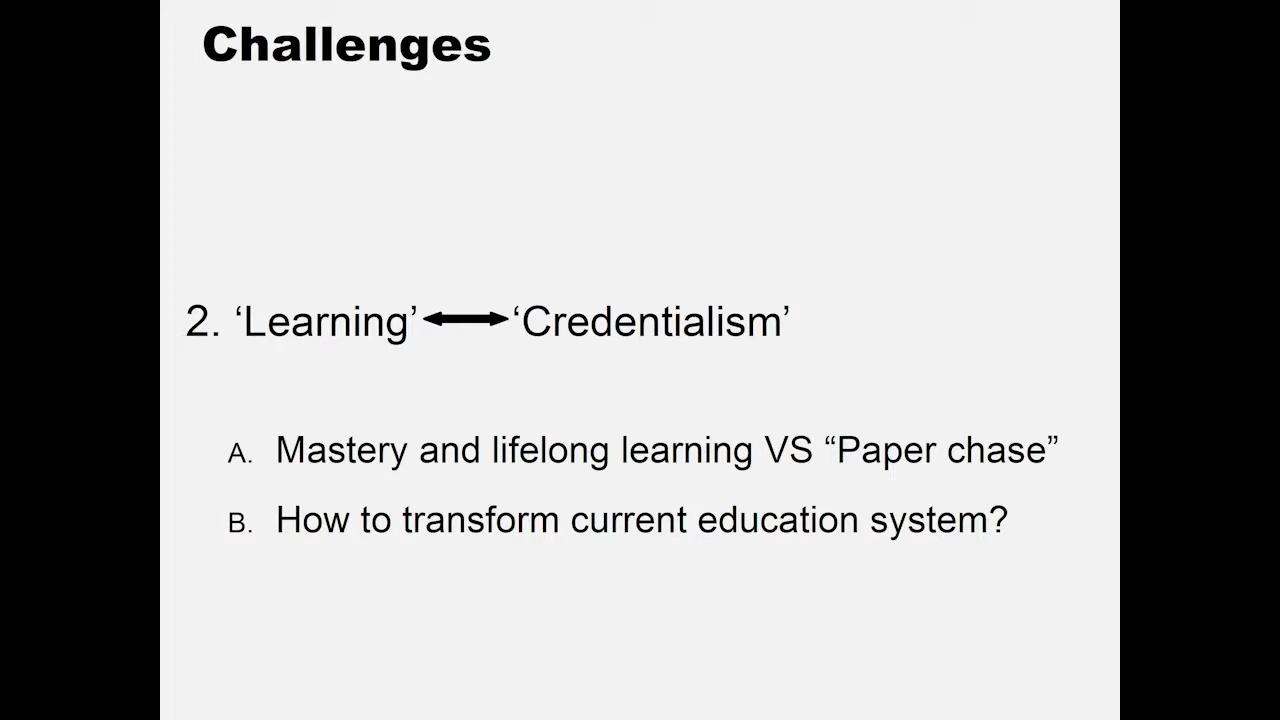 Challenges
2. ‘Learning’ ‘Credentialism’
A. Mastery and lifelong learning VS “Paper chase”
B. How to transform current education system?